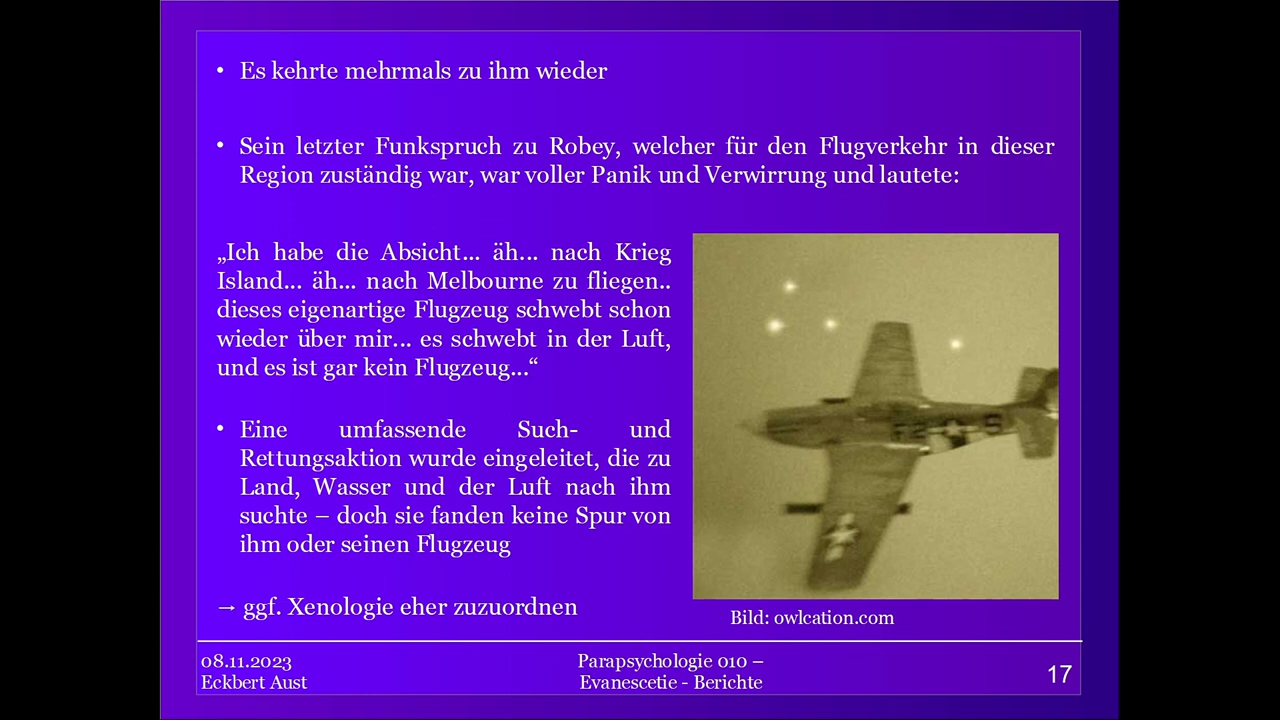 • Es kehrte mehrmals zu ihm wieder
• Sein letzter Funkspruch zu Robey, welcher für den Flugverkehr in dieser
Region zuständig war, war voller Panik und Verwirrung und lautete:
„Ich habe die Absicht... äh... nach Krieg
Island... äh... nach Melbourne zu fliegen..
dieses eigenartige Flugzeug schwebt schon
wieder über mir... es schwebt in der Luft,
und es ist gar kein Flugzeug...“
• Eine umfassende Such- und
Rettungsaktion wurde eingeleitet, die zu
Land, Wasser und der Luft nach ihm
suchte – doch sie fanden keine Spur von
ihm oder seinen Flugzeug
→ ggf. Xenologie eher zuzuordnen
Bild: owlcation.com
08.11.2023
Eckbert Aust
Parapsychologie 010 –
Evanescetie - Berichte
17